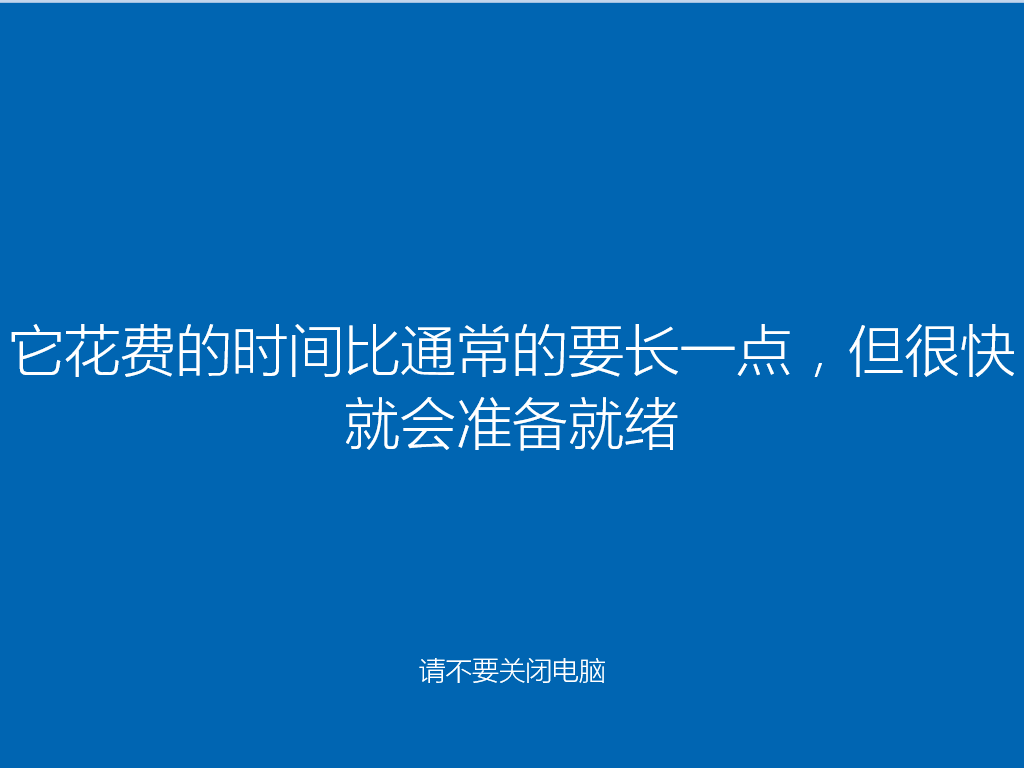 它花费的时间比通常的要长一点，但很快
就会准备就绪
请不要关闭电脑